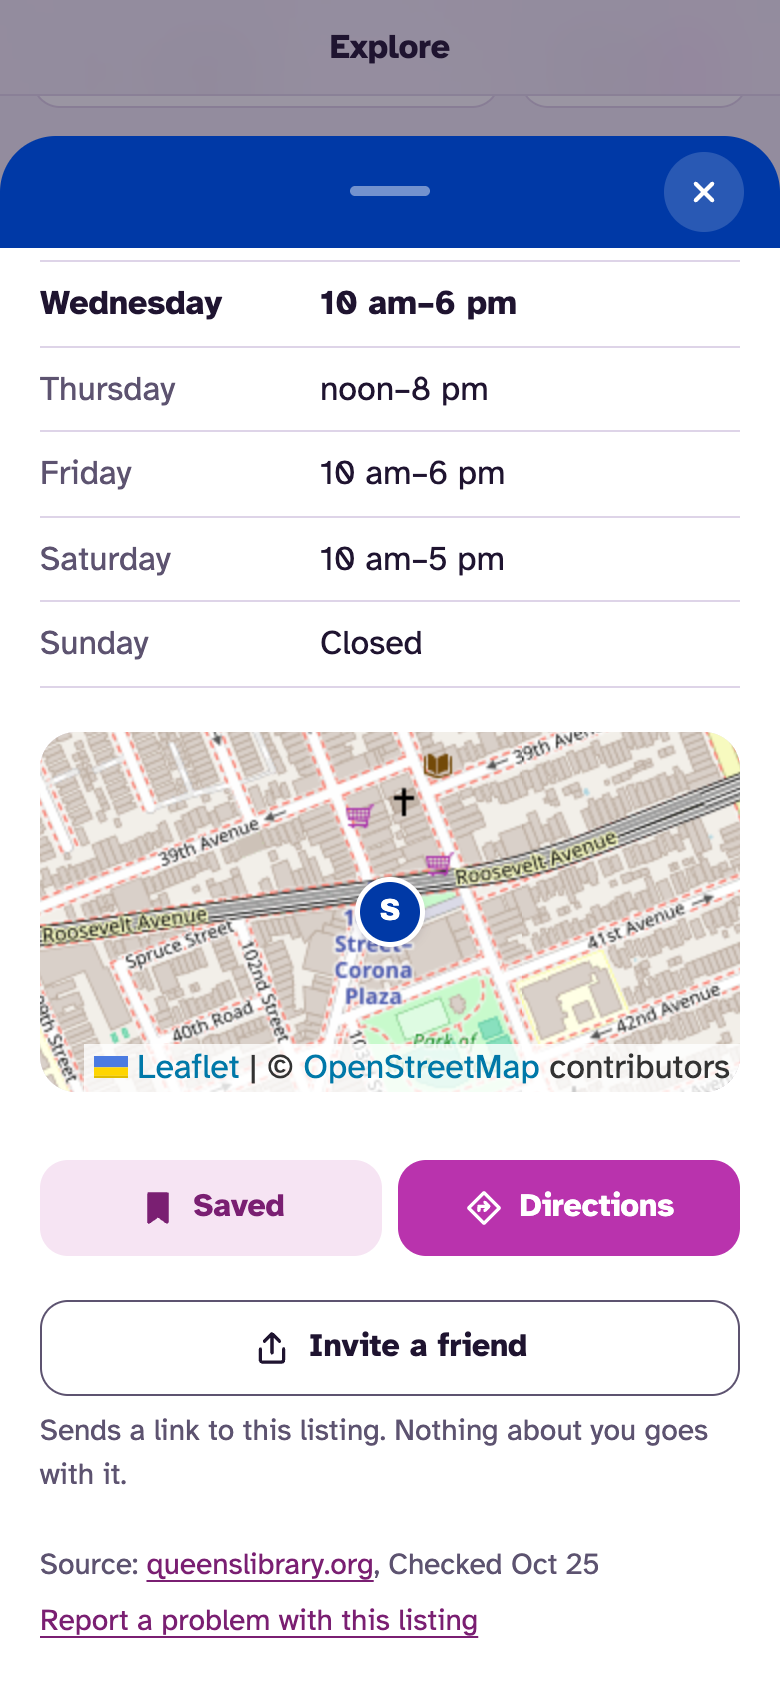 Explore
Wednesday 10 am–6 pm
Thursday noon–8 pm
Friday 10 am–6 pm
Saturday 10 am–5 pm
Sunday Closed
39th Avenue
39th Avenue
Roosevelt Avenue
Roosevelt Avenue
S
Street–
Corona
Plaza
Spruce Street
102nd Street
41st Avenue
40th Road
42nd Avenue
Park of
Leaflet | © OpenStreetMap contributors
Saved
Directions
Invite a friend
Sends a link to this listing. Nothing about you goes
with it.
Source: queenslibrary.org, Checked Oct 25
Report a problem with this listing